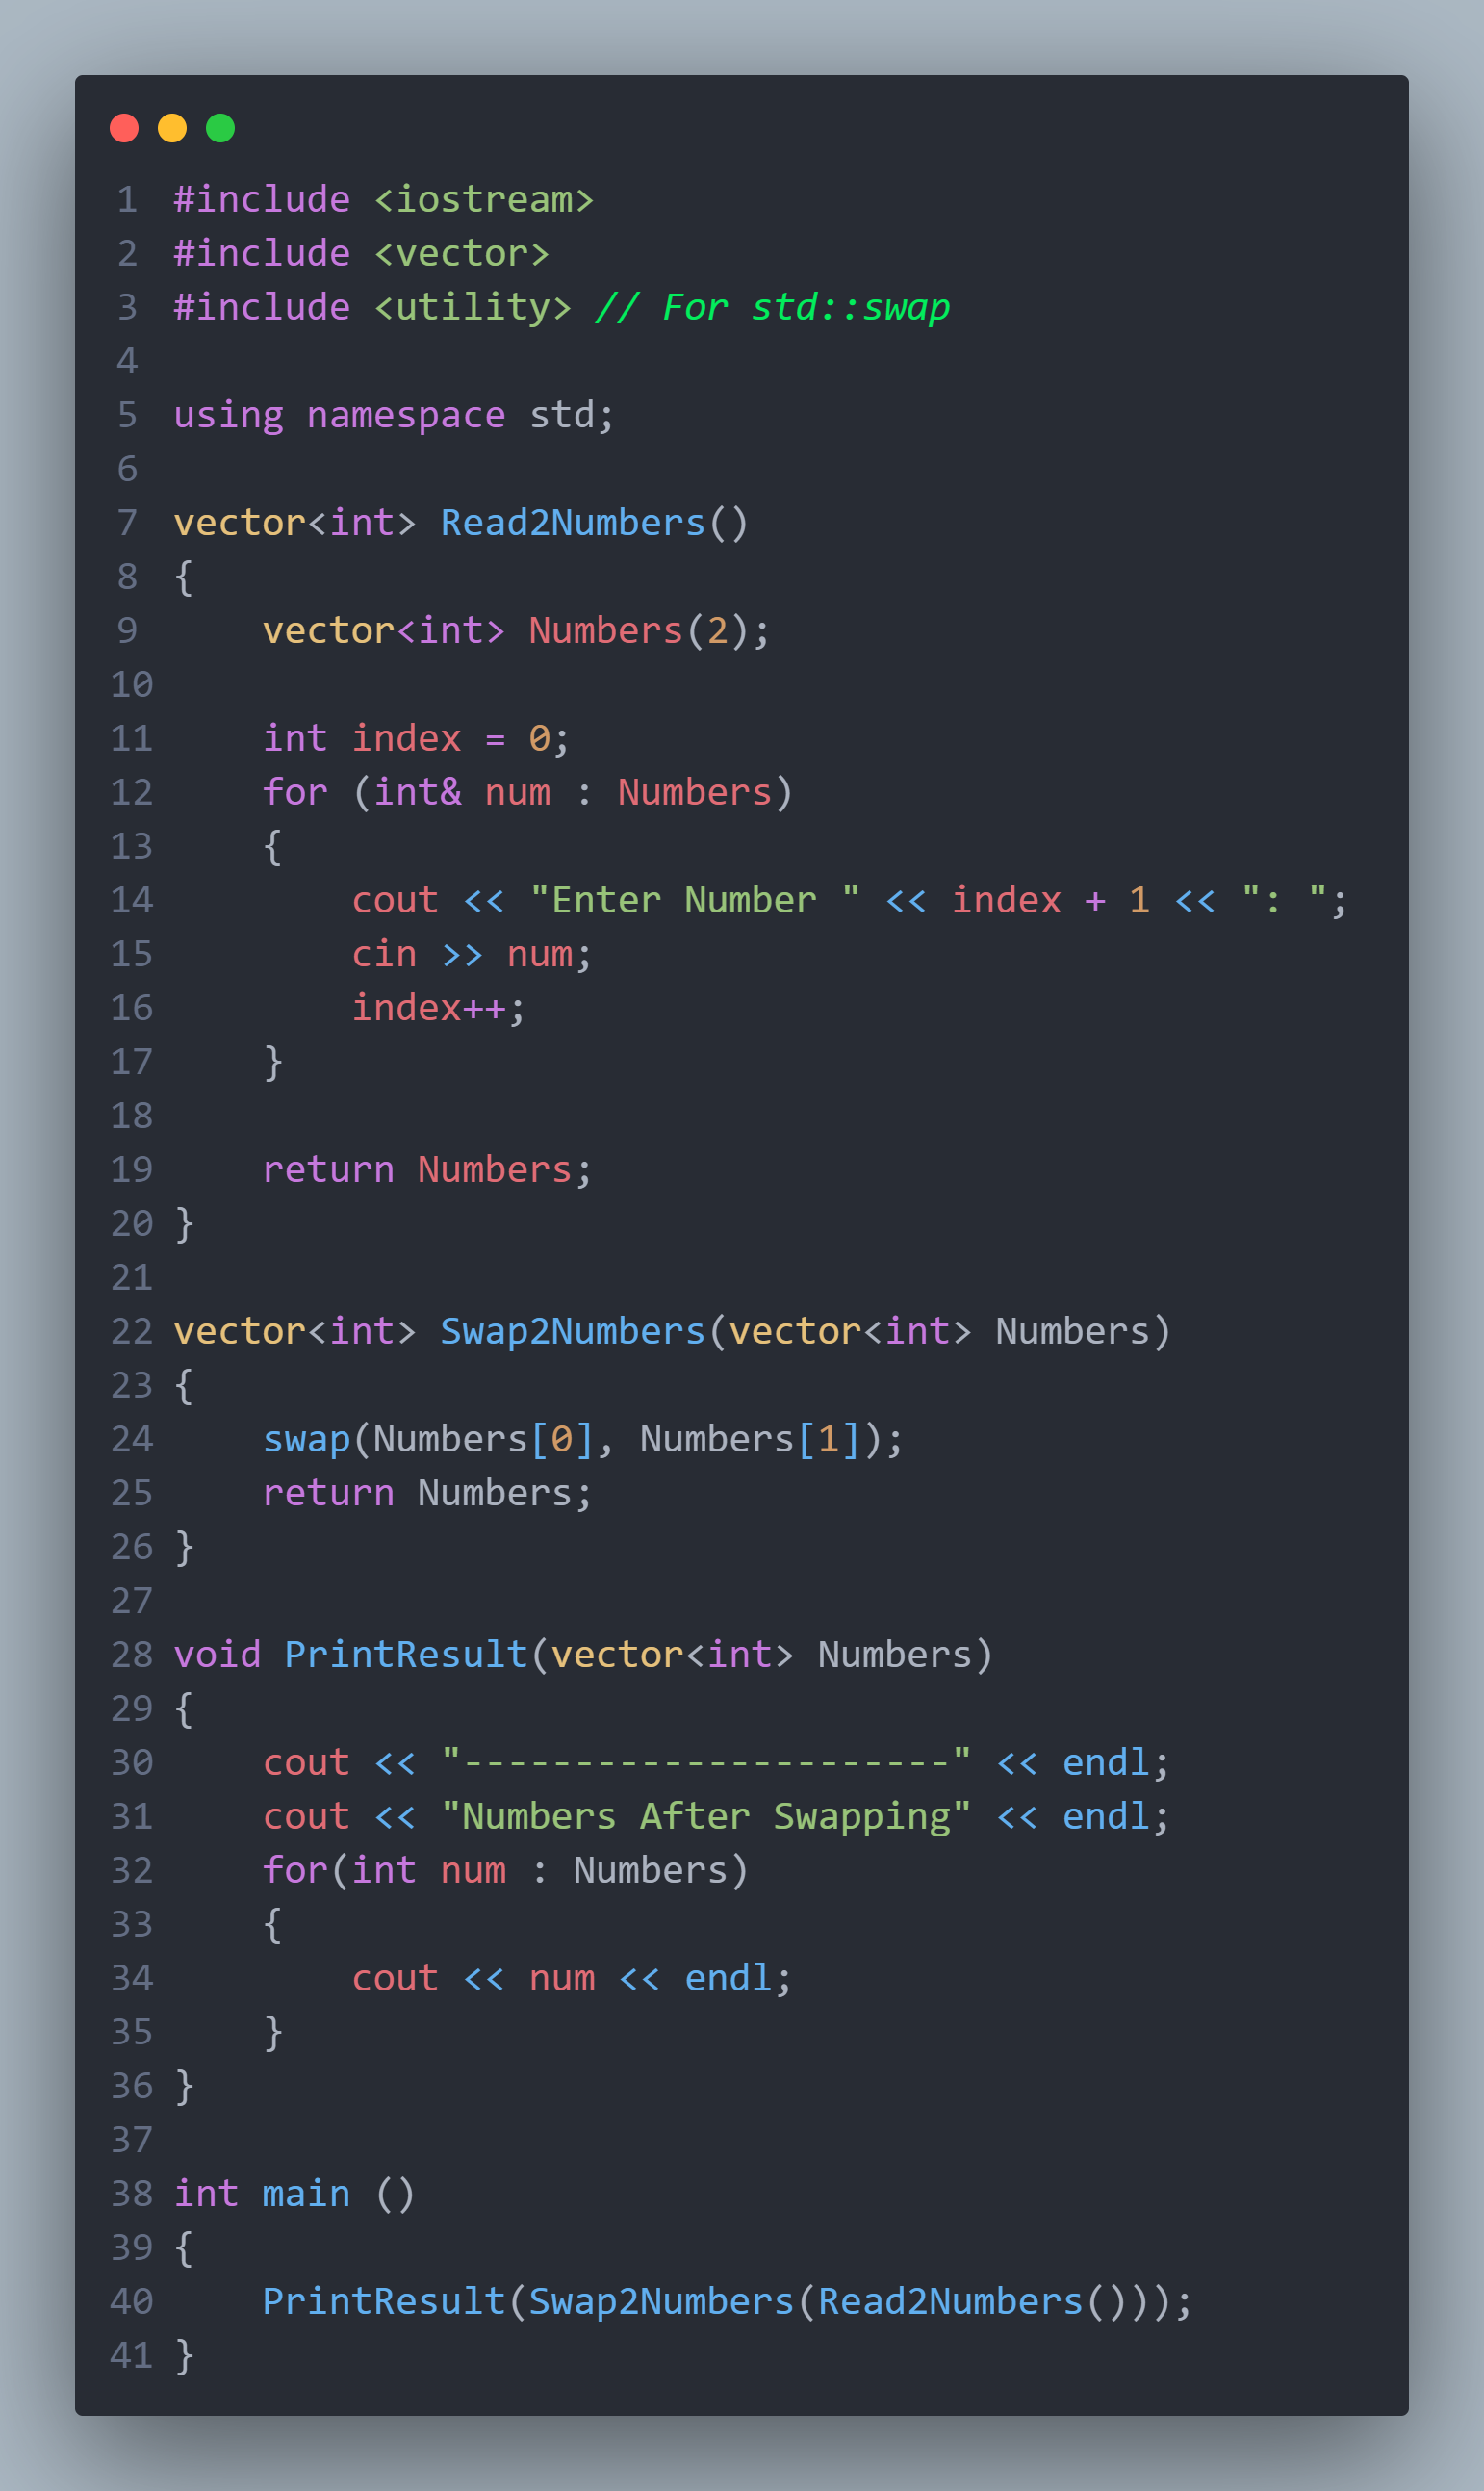 1 #include <iostream>
2 #include <vector>
3 #include <utility> // For std::swap
4
5 using namespace std;
6
7 vector<int> Read2Numbers()
8 {
9     vector<int> Numbers(2);
10
11     int index = 0;
12     for (int& num : Numbers)
13     {
14         cout << "Enter Number " << index + 1 << ": ";
15         cin >> num;
16         index++;
17     }
18
19     return Numbers;
20 }
21
22 vector<int> Swap2Numbers(vector<int> Numbers)
23 {
24     swap(Numbers[0], Numbers[1]);
25     return Numbers;
26 }
27
28 void PrintResult(vector<int> Numbers)
29 {
30     cout << "----------------------" << endl;
31     cout << "Numbers After Swapping" << endl;
32     for(int num : Numbers)
33     {
34         cout << num << endl;
35     }
36 }
37
38 int main ()
39 {
40     PrintResult(Swap2Numbers(Read2Numbers()));
41 }